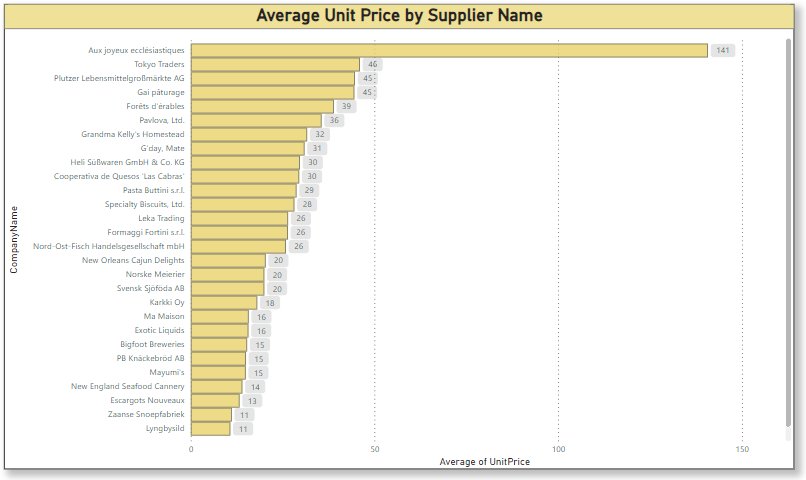 Average Unit Price by Supplier Name
CompanyName
Aux joyeux ecclésiastiques 141
Tokyo Traders 46
Plutzer Lebensmittelgroßmärkte AG 45
Gai pâturage 45
Forêts d'érables 39
Pavlova, Ltd. 36
Grandma Kelly's Homestead 32
G'day, Mate 31
Heli Süßwaren GmbH & Co. KG 30
Cooperativa de Quesos 'Las Cabras' 30
Pasta Buttini s.r.l. 29
Specialty Biscuits, Ltd. 28
Leka Trading 26
Formaggi Fortini s.r.l. 26
Nord-Ost-Fisch Handelsgesellschaft mbH 26
New Orleans Cajun Delights 20
Norske Meierier 20
Svensk Sjöföda AB 20
Karkki Oy 18
Ma Maison 16
Exotic Liquids 16
Bigfoot Breweries 15
PB Knäckebröd AB 15
Mayumi's 15
New England Seafood Cannery 14
Escargots Nouveaux 13
Zaanse Snoepfabriek 11
Lyngbysild 11
0 50 100 150
Average of UnitPrice